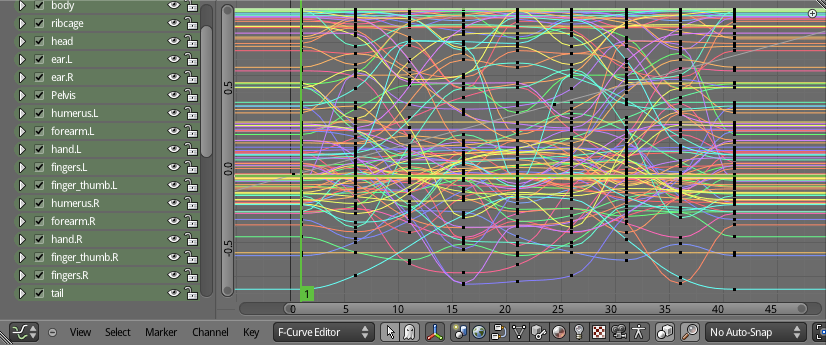 body
ribcage
head
ear.L
ear.R
Pelvis
humerus.L
forearm.L
hand.L
fingers.L
finger_thumb.L
humerus.R
forearm.R
hand.R
finger_thumb.R
fingers.R
tail
0.5
0.0
-0.5
1
0 5 10 15 20 25 30 35 40 45
View Select Marker Channel Key F-Curve Editor No Auto-Snap